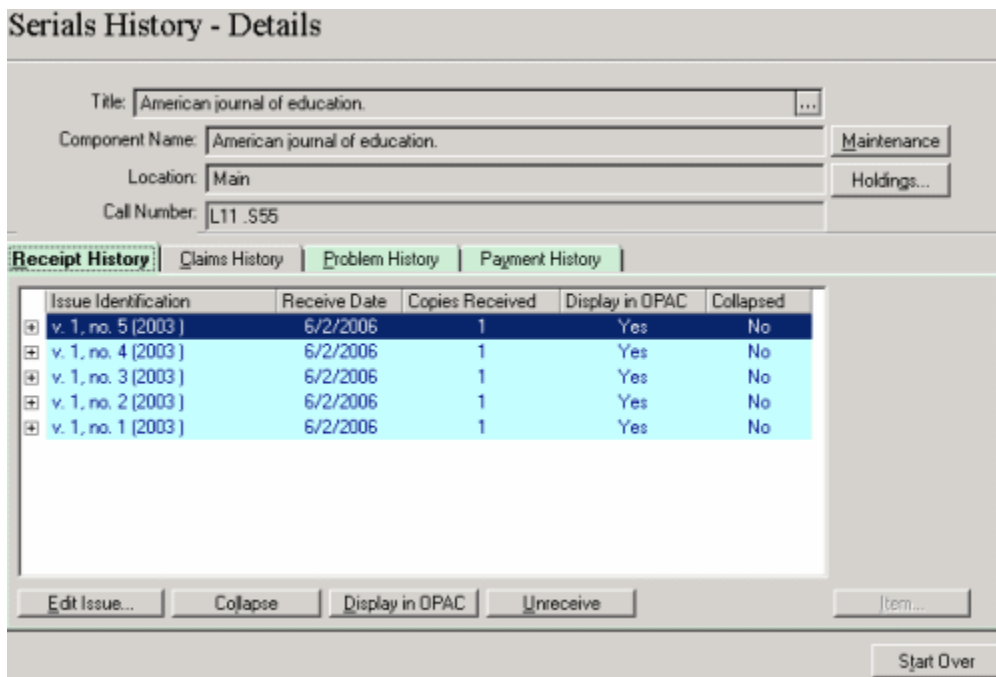 Serials History - Details
Title: American journal of education. ...
Component Name: American journal of education. Maintenance
Location: Main Holdings...
Call Number: L11 .S55
Receipt History Claims History Problem History Payment History
Issue Identification Receive Date Copies Received Display in OPAC Collapsed
v. 1, no. 5 (2003 ) 6/2/2006 1 Yes No
v. 1, no. 4 (2003 ) 6/2/2006 1 Yes No
v. 1, no. 3 (2003 ) 6/2/2006 1 Yes No
v. 1, no. 2 (2003 ) 6/2/2006 1 Yes No
v. 1, no. 1 (2003 ) 6/2/2006 1 Yes No
Edit Issue... Collapse Display in OPAC Unreceive Item...
Start Over